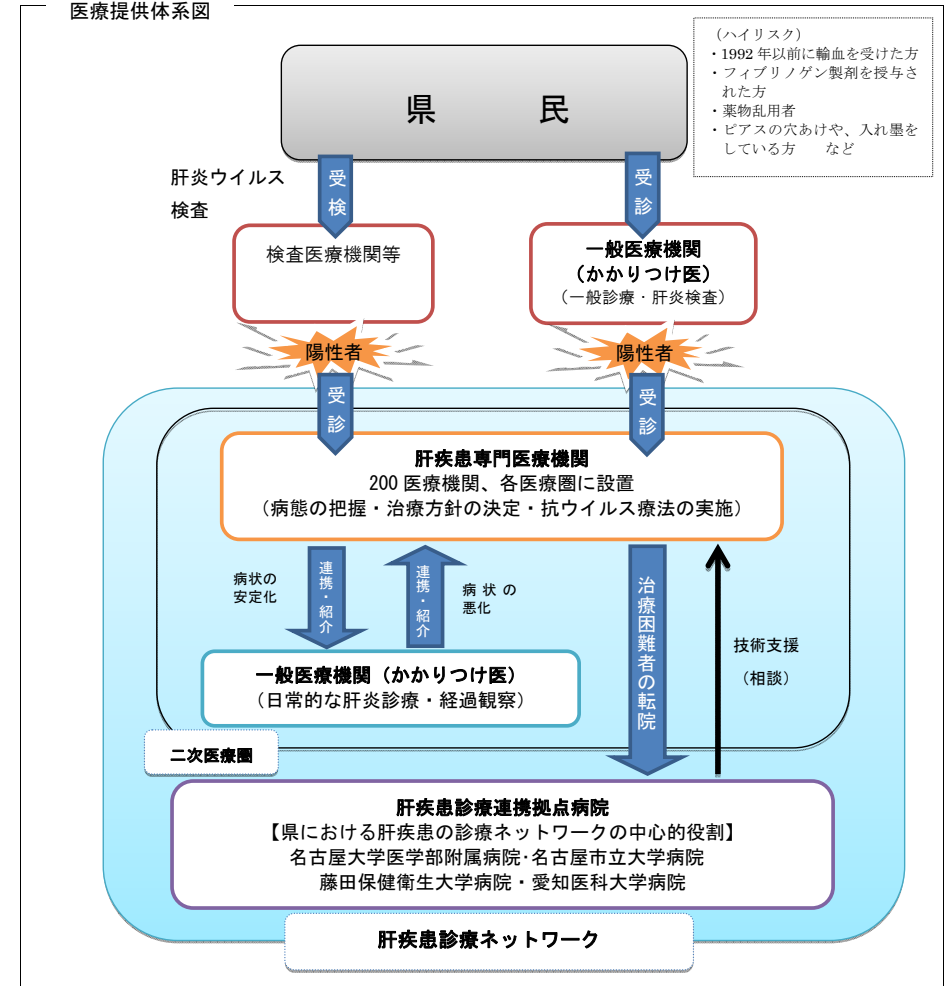 医療提供体系図
（ハイリスク）
・1992 年以前に輸血を受けた方
・フィブリノゲン製剤を授与さ
れた方
・薬物乱用者
・ピアスの穴あけや、入れ墨を
している方　　など
県　　民
肝炎ウイルス
検査
受検
受診
検査医療機関等
一般医療機関
（かかりつけ医）
（一般診療・肝炎検査）
陽性者
陽性者
受診
受診
肝疾患専門医療機関
200 医療機関、各医療圏に設置
（病態の把握・治療方針の決定・抗ウイルス療法の実施）
病状の
安定化
連携・紹介
連携・紹介
病 状 の
悪化
治療困難者の転院
技術支援
（相談）
一般医療機関（かかりつけ医）
（日常的な肝炎診療・経過観察）
二次医療圏
肝疾患診療連携拠点病院
【県における肝疾患の診療ネットワークの中心的役割】
名古屋大学医学部附属病院･名古屋市立大学病院
藤田保健衛生大学病院・愛知医科大学病院
肝疾患診療ネットワーク